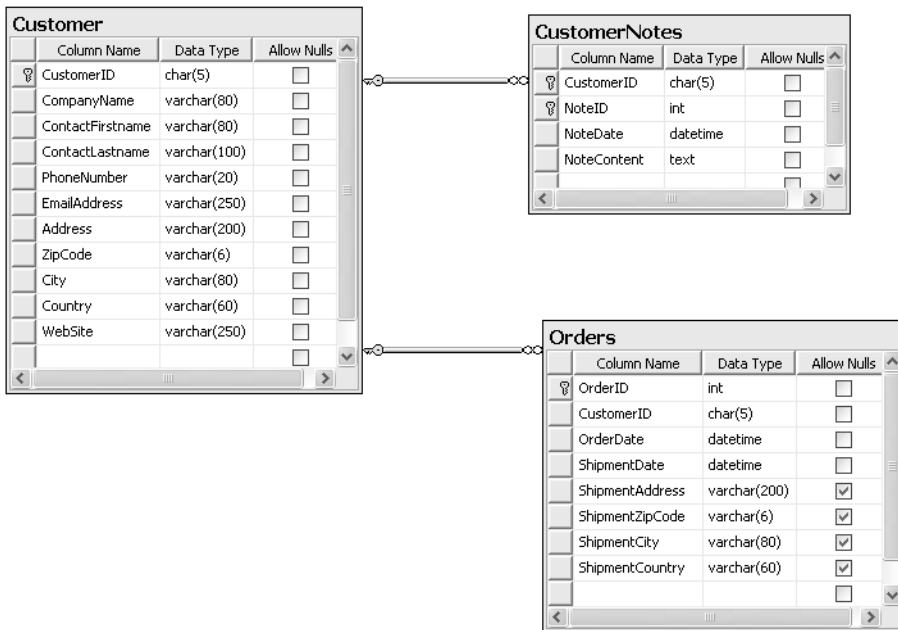 Customer
Column Name Data Type Allow Nulls
CustomerID char(5)
CompanyName varchar(80)
ContactFirstname varchar(80)
ContactLastname varchar(100)
PhoneNumber varchar(20)
EmailAddress varchar(250)
Address varchar(200)
ZipCode varchar(6)
City varchar(80)
Country varchar(60)
WebSite varchar(250)
CustomerNotes
Column Name Data Type Allow Nulls
CustomerID char(5)
NoteID int
NoteDate datetime
NoteContent text
Orders
Column Name Data Type Allow Nulls
OrderID int
CustomerID char(5)
OrderDate datetime
ShipmentDate datetime
ShipmentAddress varchar(200)
ShipmentZipCode varchar(6)
ShipmentCity varchar(80)
ShipmentCountry varchar(60)